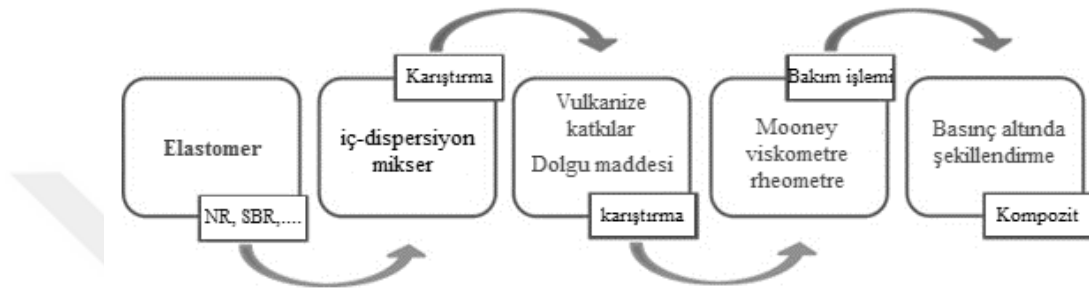 Elastomer
NR, SBR,....
Karıştırma
iç-dispersiyon
mikser
Vulkanize
katkılar
Dolgu maddesi
karıştırma
Bakım işlemi
Mooney
viskometre
rheometre
Basınç altında
şekillendirme
Kompozit